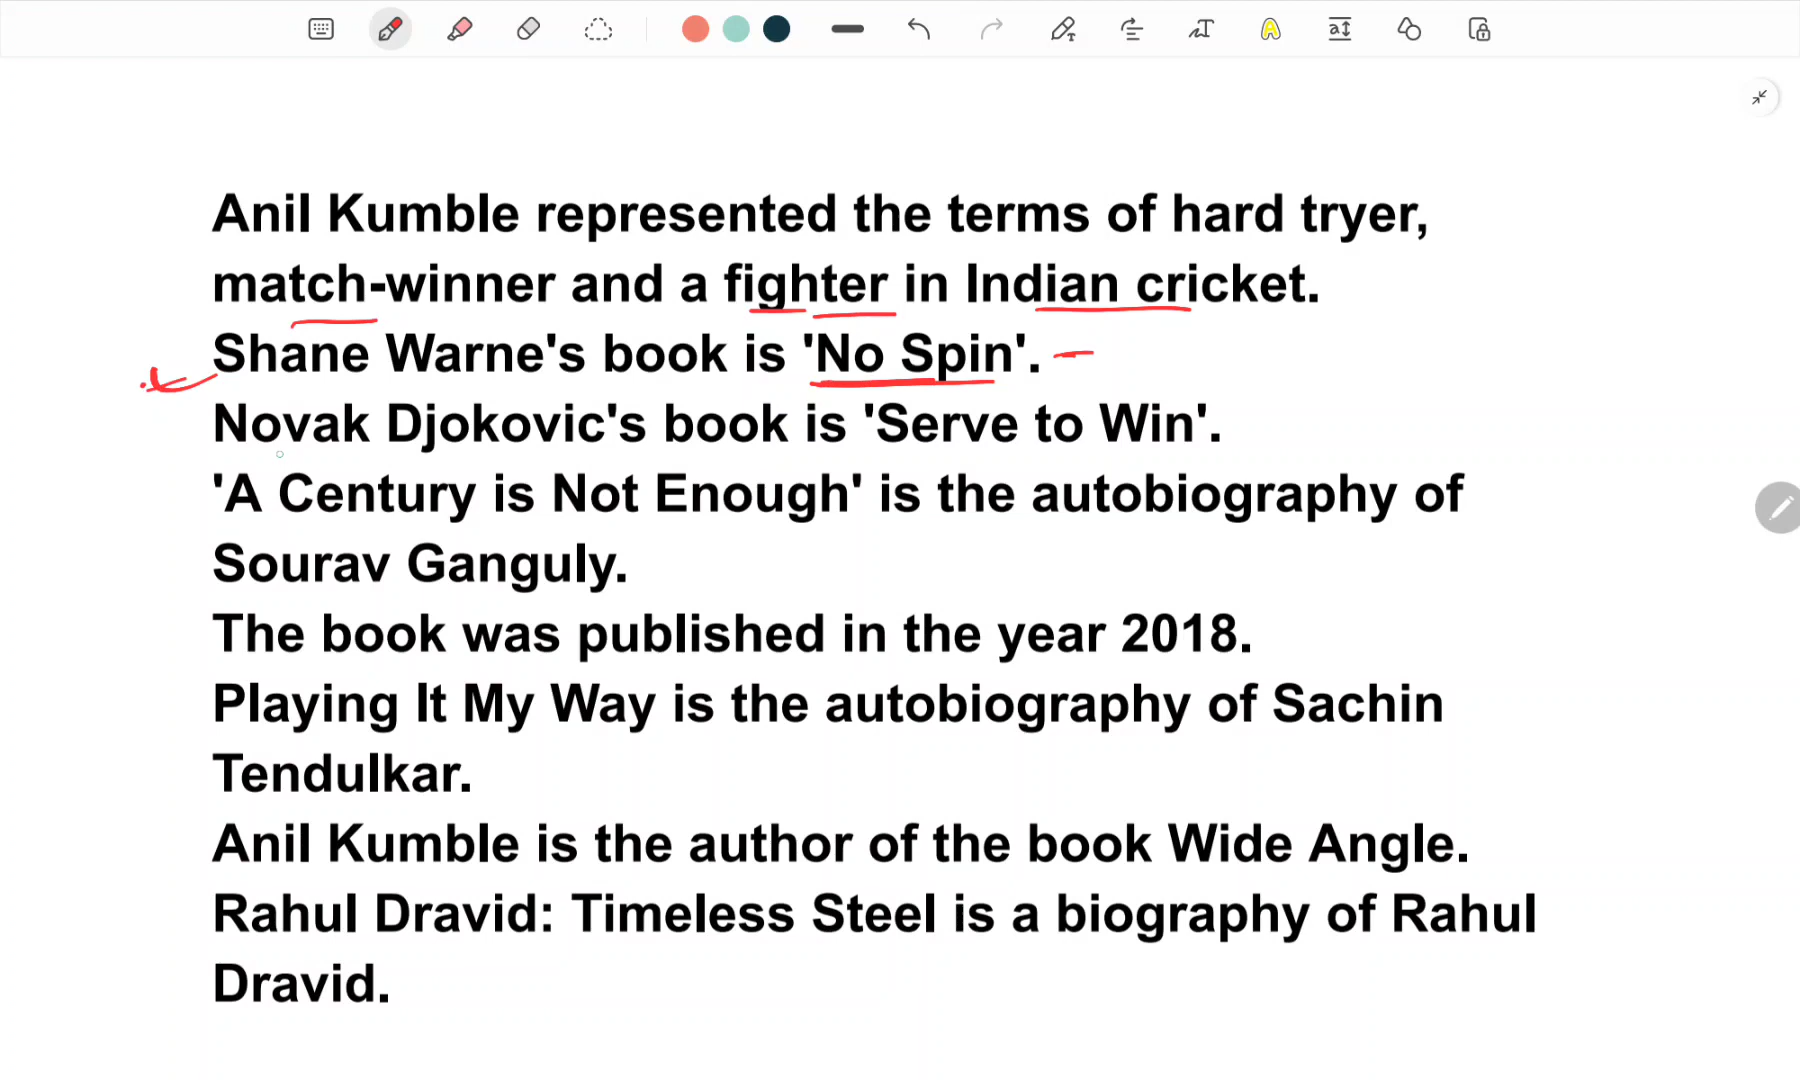 Anil Kumble represented the terms of hard tryer,
match-winner and a fighter in Indian cricket.
Shane Warne's book is 'No Spin'.
Novak Djokovic's book is 'Serve to Win'.
'A Century is Not Enough' is the autobiography of
Sourav Ganguly.
The book was published in the year 2018.
Playing It My Way is the autobiography of Sachin
Tendulkar.
Anil Kumble is the author of the book Wide Angle.
Rahul Dravid: Timeless Steel is a biography of Rahul
Dravid.